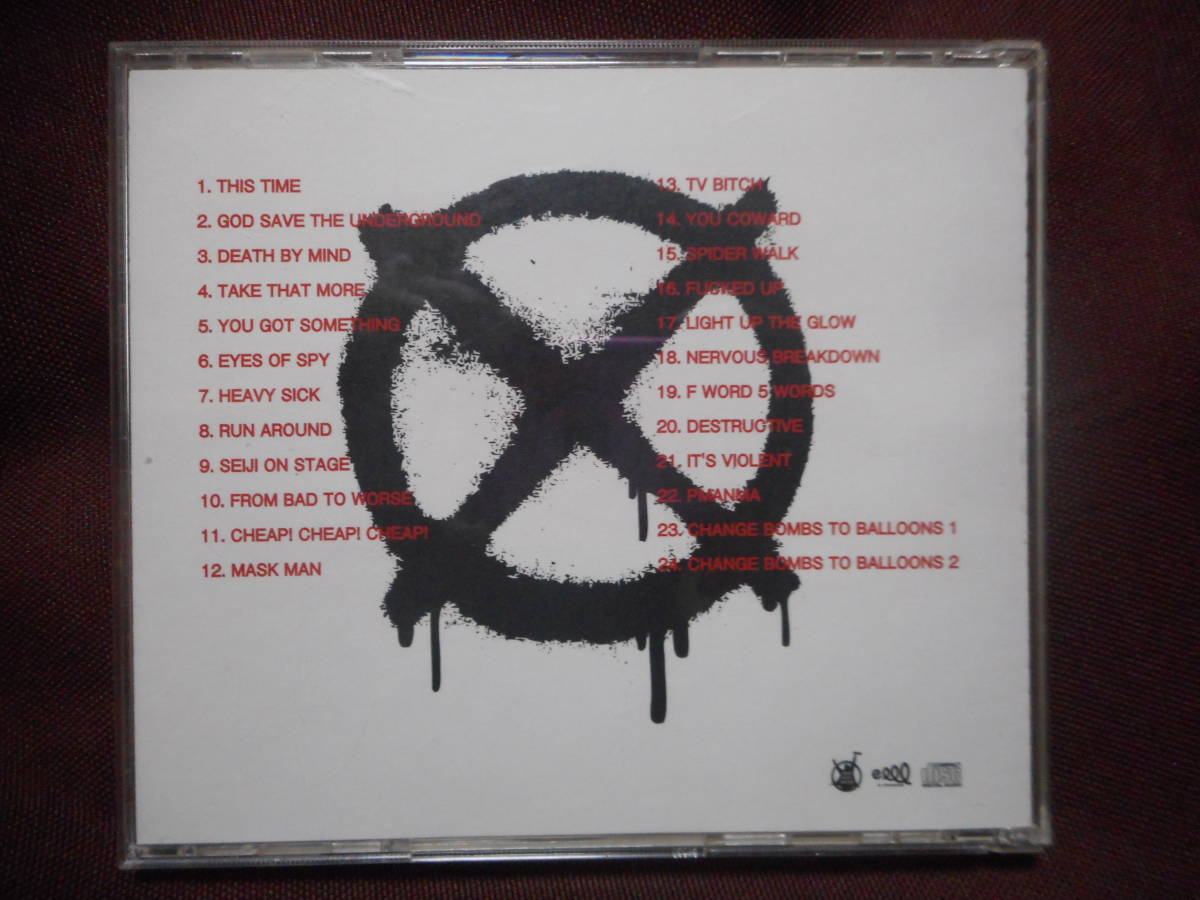 1. THIS TIME
2. GOD SAVE THE UNDERGROUND
3. DEATH BY MIND
4. TAKE THAT MORE
5. YOU GOT SOMETHING
6. EYES OF SPY
7. HEAVY SICK
8. RUN AROUND
9. SEIJI ON STAGE
10. FROM BAD TO WORSE
11. CHEAP! CHEAP! CHEAP!
12. MASK MAN
13. TV BITCH
14. YOU COWARD
15. SPIDER WALK
16. FUCKED UP
17. LIGHT UP THE GLOW
18. NERVOUS BREAKDOWN
19. F WORD 5 WORDS
20. DESTRUCTIVE
21. IT'S VIOLENT
22. PMANMA
23. CHANGE BOMBS TO BALLOONS 1
24. CHANGE BOMBS TO BALLOONS 2